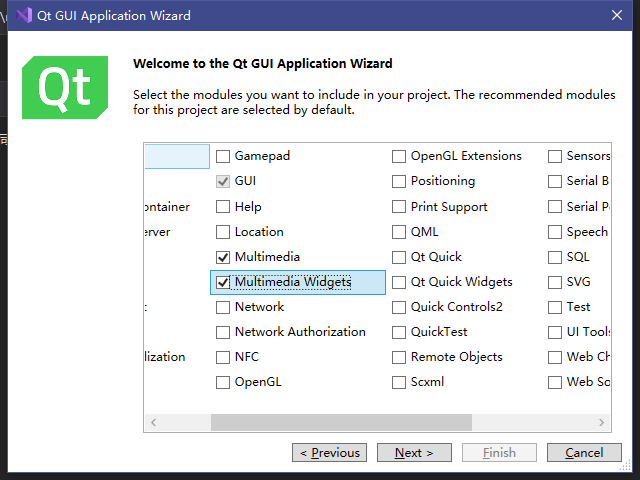 Qt GUI Application Wizard
Qt
Welcome to the Qt GUI Application Wizard
Select the modules you want to include in your project. The recommended modules
for this project are selected by default.
Gamepad OpenGL Extensions Sensors
GUI Positioning Serial B
ontainer Help Print Support Serial P
erver Location QML Speech
Multimedia Qt Quick SQL
Multimedia Widgets Qt Quick Widgets SVG
Network Quick Controls2 Test
Network Authorization QuickTest UI Tools
lization NFC Remote Objects Web Ch
OpenGL Scxml Web So
< Previous Next > Finish Cancel